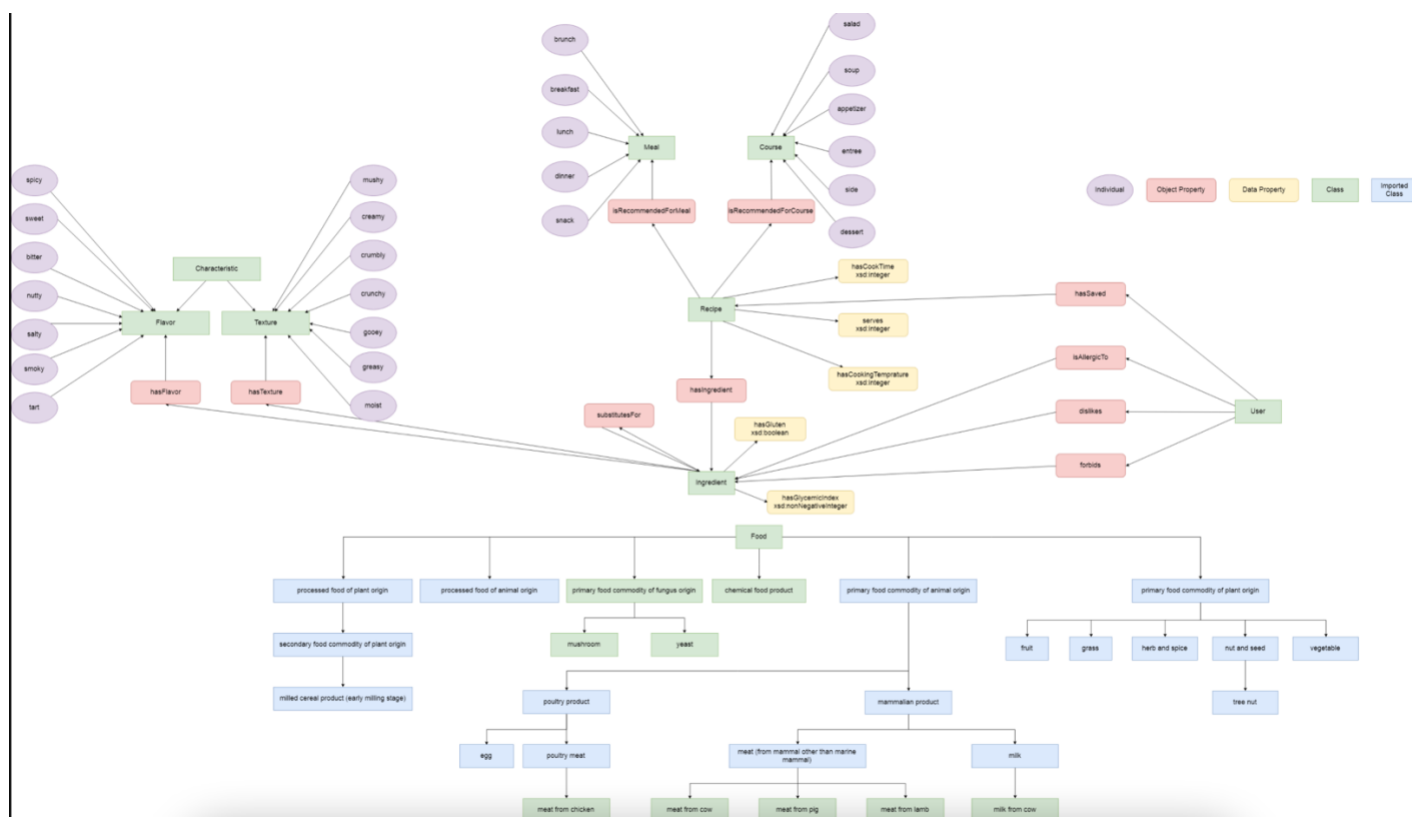 brunch
breakfast
lunch
dinner
snack
salad
soup
appetizer
entree
side
dessert
Meal
Course
isRecommendedForMeal
isRecommendedForCourse
Individual
Object Property
Data Property
Class
Imported
Class
spicy
sweet
bitter
nutty
salty
smoky
tart
mushy
creamy
crumbly
crunchy
gooey
greasy
moist
Characteristic
Flavor
Texture
hasFlavor
hasTexture
Recipe
hasCookTime
xsd:integer
serves
xsd:integer
hasCookingTemprature
xsd:integer
hasIngredient
substitutesFor
hasGluten
xsd:boolean
Ingredient
hasGlycemicIndex
xsd:nonNegativeInteger
hasSaved
isAllergicTo
dislikes
forbids
User
Food
processed food of plant origin
processed food of animal origin
primary food commodity of fungus origin
chemical food product
primary food commodity of animal origin
primary food commodity of plant origin
secondary food commodity of plant origin
mushroom
yeast
fruit
grass
herb and spice
nut and seed
vegetable
milled cereal product (early milling stage)
poultry product
mammalian product
tree nut
egg
poultry meat
meat (from mammal other than marine
mammal)
milk
meat from chicken
meat from cow
meat from pig
meat from lamb
milk from cow